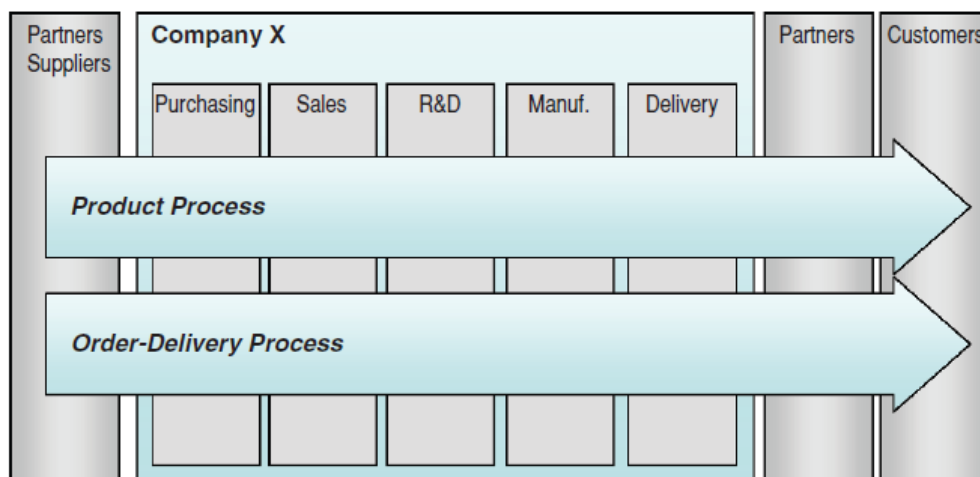 Partners
Suppliers
Company X
Partners
Customers
Purchasing
Sales
R&D
Manuf.
Delivery
Product Process
Order-Delivery Process